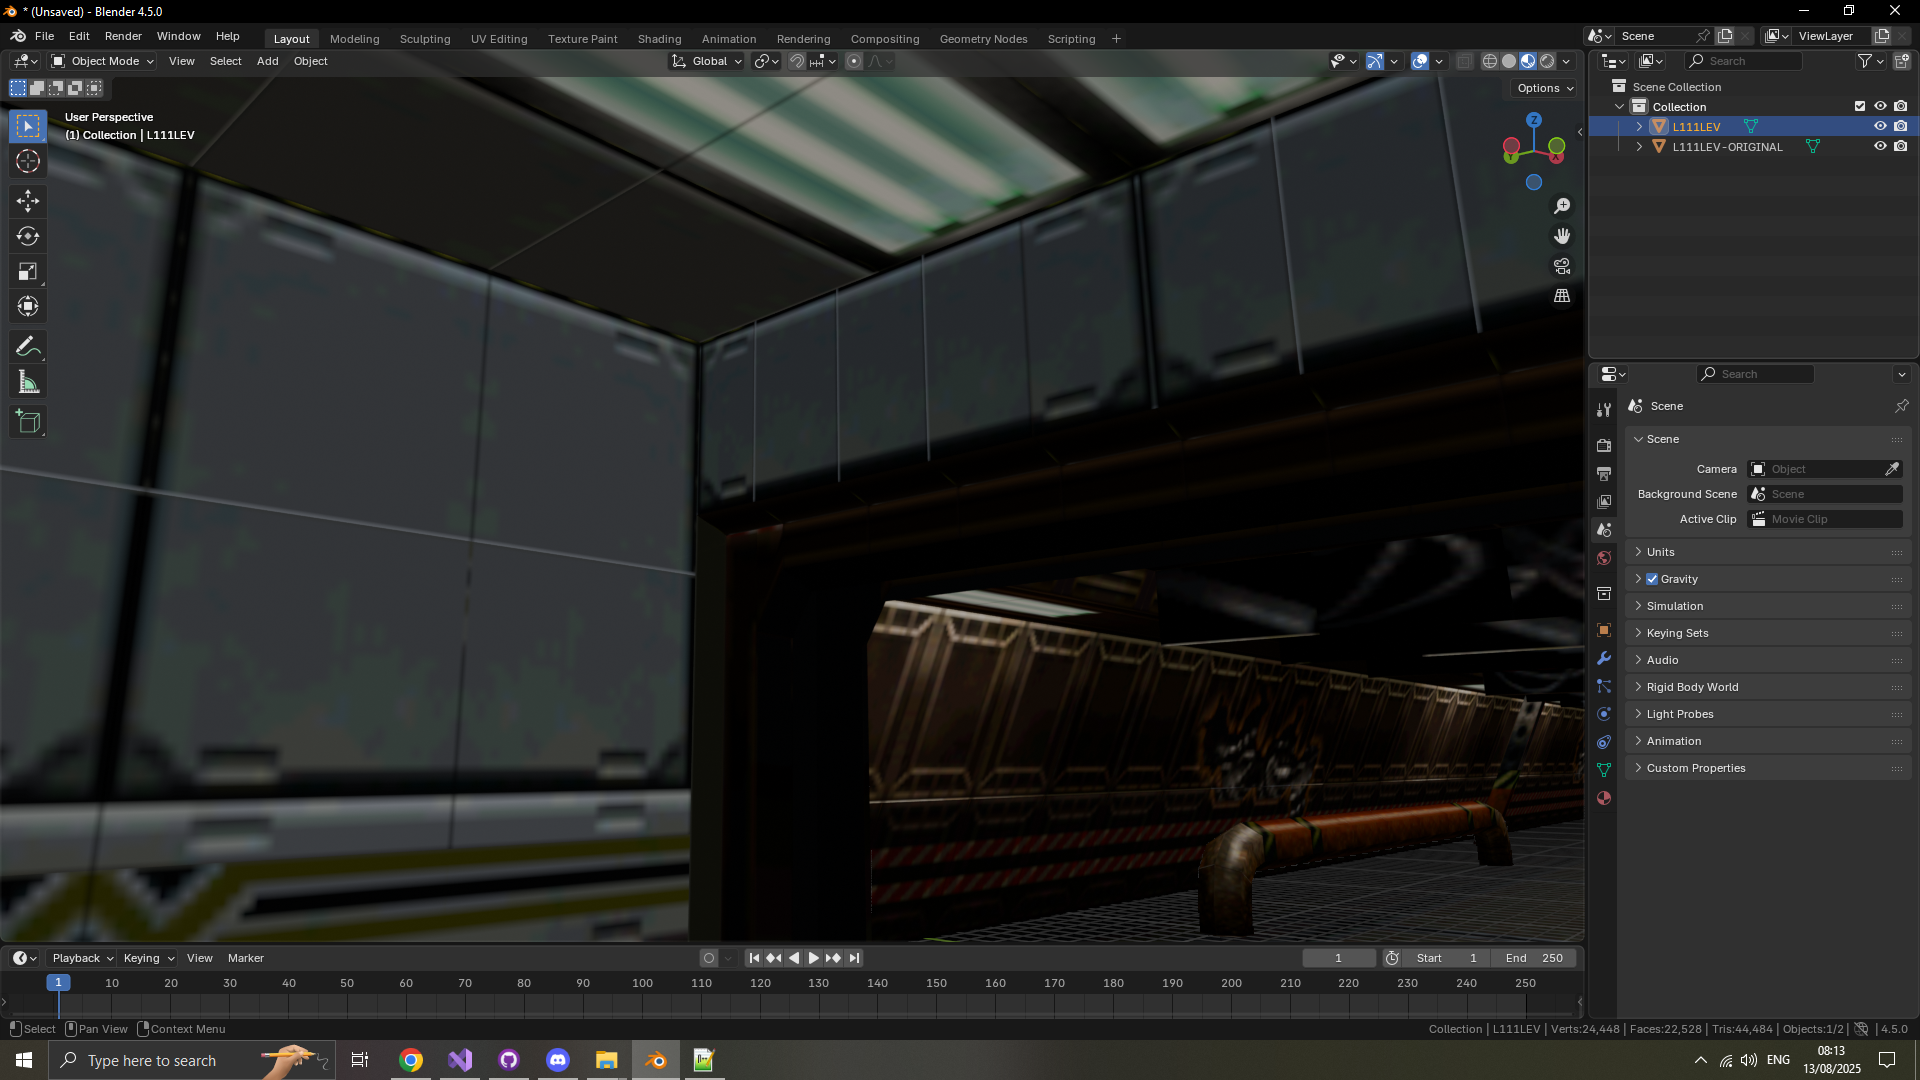 * (Unsaved) - Blender 4.5.0
File Edit Render Window Help
Layout Modeling Sculpting UV Editing Texture Paint Shading Animation Rendering Compositing Geometry Nodes Scripting +
Scene
ViewLayer
Object Mode View Select Add Object
Global
Search
Options
User Perspective
(1) Collection | L111LEV
Z
Y
X
Scene Collection
Collection
L111LEV
L111LEV-ORIGINAL
Search
Scene
Scene
Camera Object
Background Scene Scene
Active Clip Movie Clip
Units
Gravity
Simulation
Keying Sets
Audio
Rigid Body World
Light Probes
Animation
Custom Properties
Playback Keying View Marker
1 Start 1 End 250
1 10 20 30 40 50 60 70 80 90 100 110 120 130 140 150 160 170 180 190 200 210 220 230 240 250
Select Pan View Context Menu
Collection | L111LEV | Verts:24,448 | Faces:22,528 | Tris:44,484 | Objects:1/2 | 4.5.0
Type here to search
ENG
08:13
13/08/2025